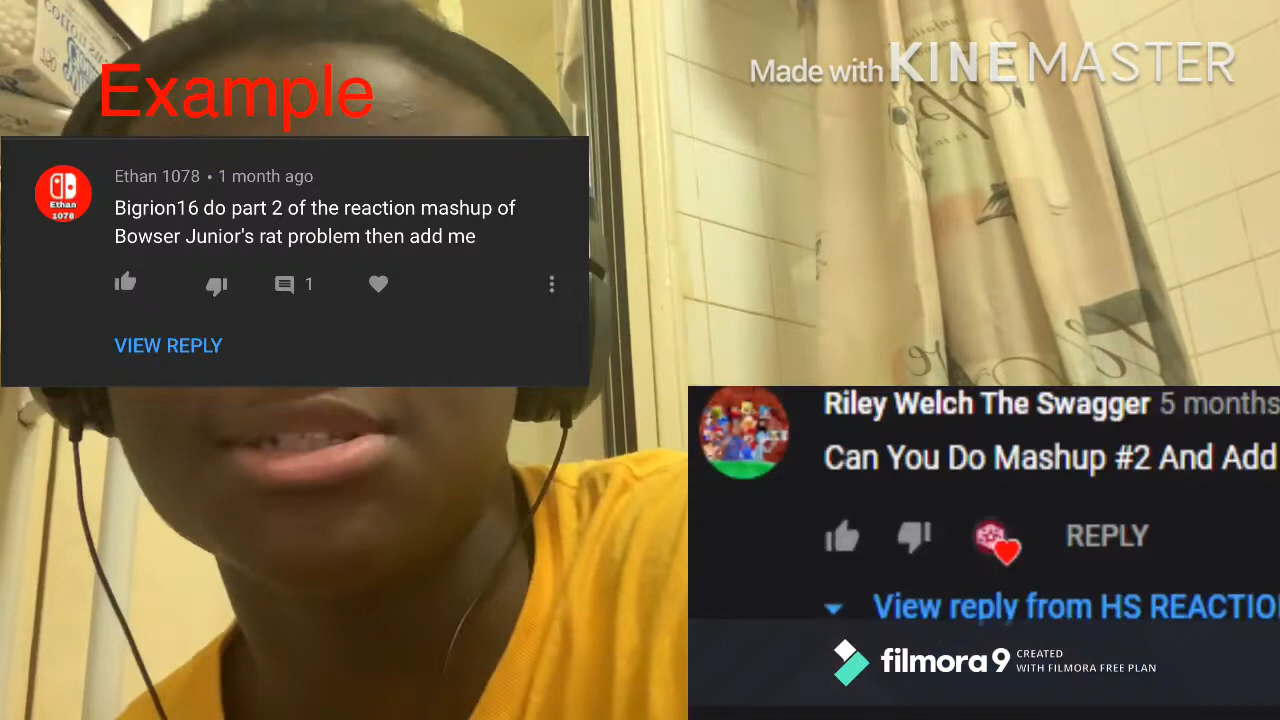 Made with KINEMASTER
Example
Ethan 1078 • 1 month ago
Ethan
1078
Bigrion16 do part 2 of the reaction mashup of
Bowser Junior's rat problem then add me
1
VIEW REPLY
Riley Welch The Swagger 5 months
Can You Do Mashup #2 And Add
REPLY
View reply from HS REACTIO
filmora9 CREATED
WITH FILMORA FREE PLAN